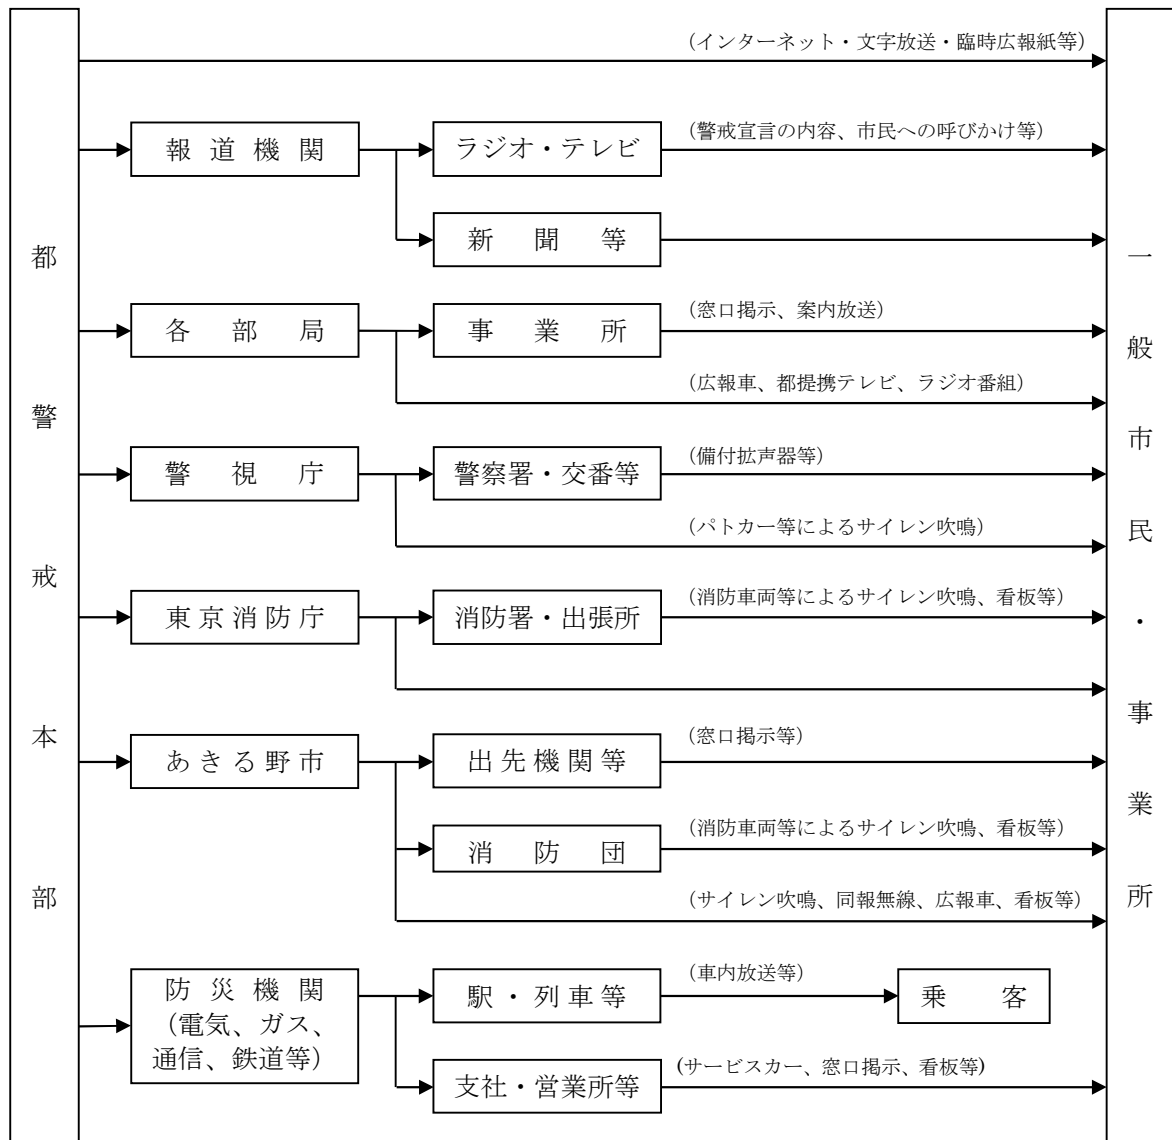 都警戒本部
(インターネット・文字放送・臨時広報紙等)
報道機関
ラジオ・テレビ
(警戒宣言の内容、市民への呼びかけ等)
新聞等
各部局
事業所
(窓口掲示、案内放送)
(広報車、都提携テレビ、ラジオ番組)
警視庁
警察署・交番等
(備付拡声器等)
(パトカー等によるサイレン吹鳴)
東京消防庁
消防署・出張所
(消防車両等によるサイレン吹鳴、看板等)
あきる野市
出先機関等
(窓口掲示等)
消防団
(消防車両等によるサイレン吹鳴、看板等)
(サイレン吹鳴、同報無線、広報車、看板等)
防災機関
(電気、ガス、
通信、鉄道等)
駅・列車等
(車内放送等)
乗客
支社・営業所等
(サービスカー、窓口掲示、看板等)
一般市民・事業所